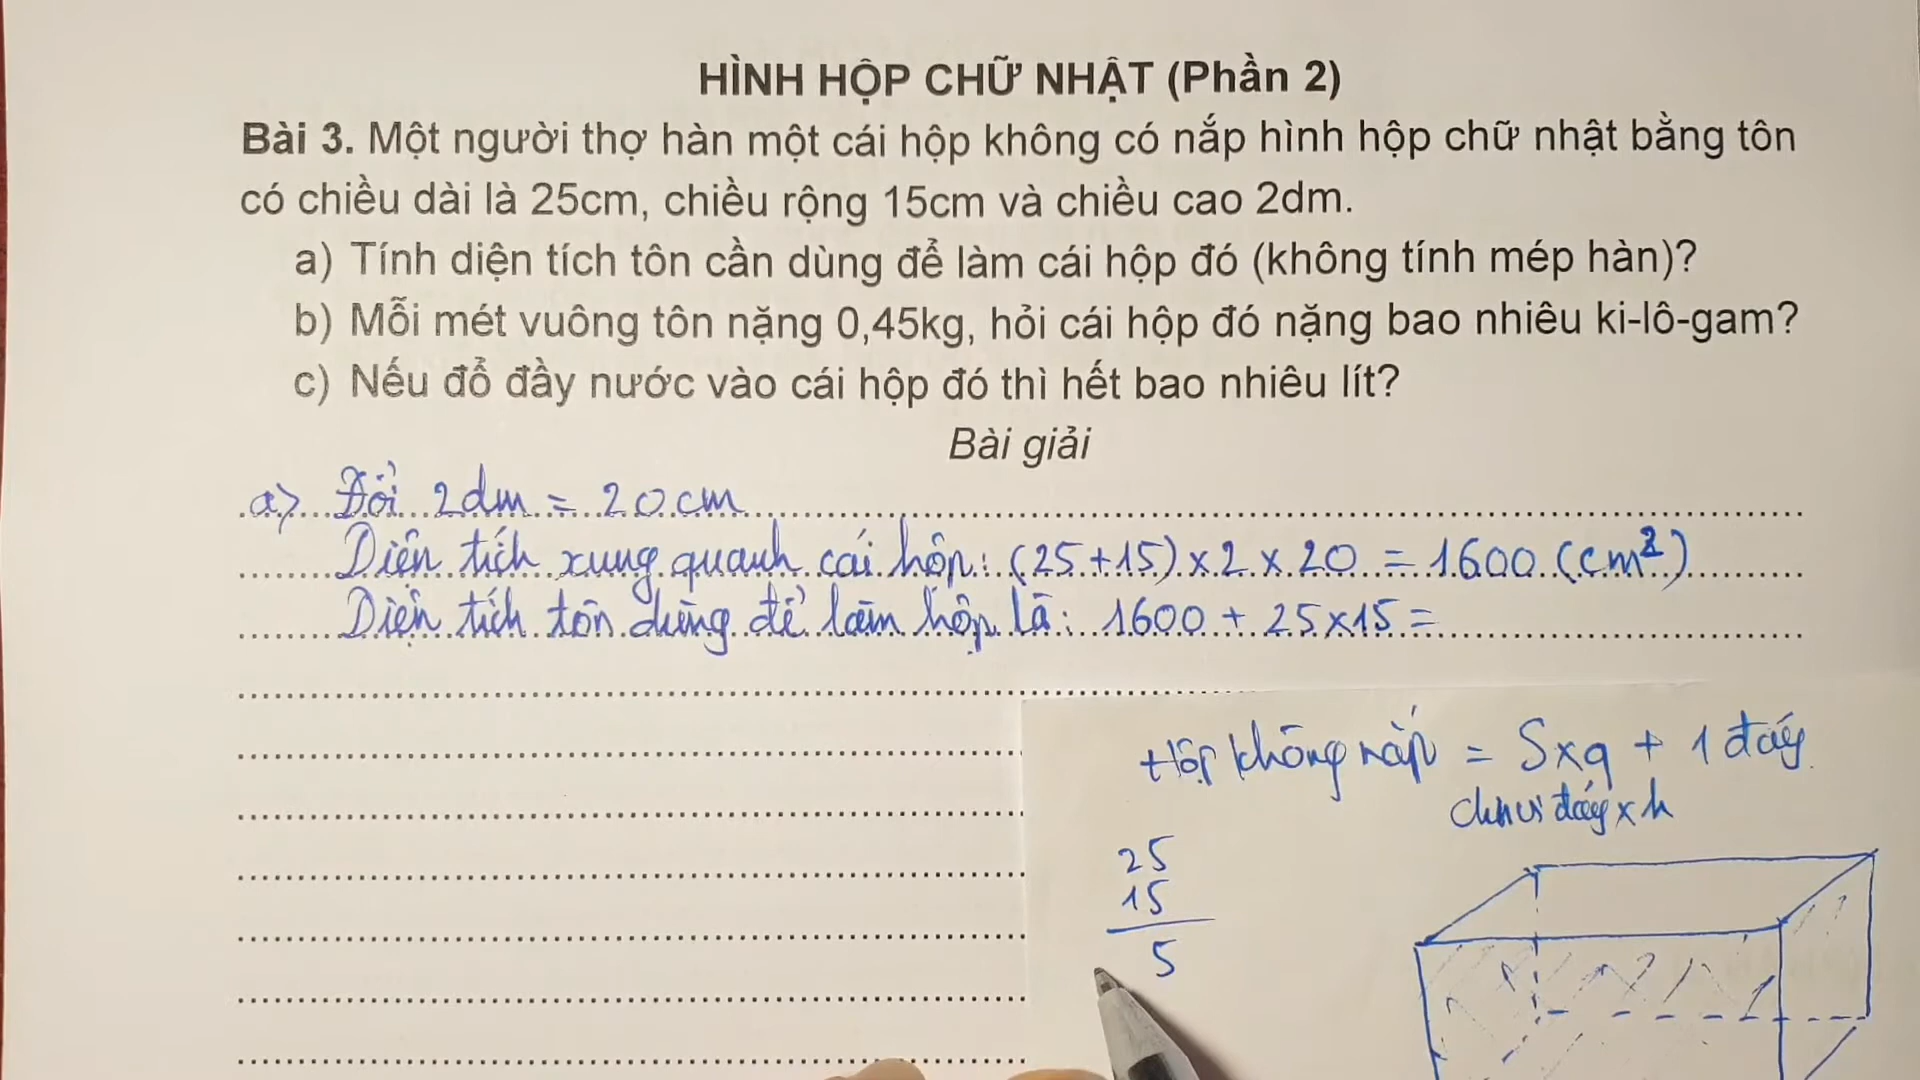 HÌNH HỘP CHỮ NHẬT (Phần 2)
Bài 3. Một người thợ hàn một cái hộp không có nắp hình hộp chữ nhật bằng tôn
có chiều dài là 25cm, chiều rộng 15cm và chiều cao 2dm.
a) Tính diện tích tôn cần dùng để làm cái hộp đó (không tính mép hàn)?
b) Mỗi mét vuông tôn nặng 0,45kg, hỏi cái hộp đó nặng bao nhiêu ki-lô-gam?
c) Nếu đổ đầy nước vào cái hộp đó thì hết bao nhiêu lít?
Bài giải
a) Đổi 2dm = 20cm
Diện tích xung quanh cái hộp: (25+15) x 2 x 20 = 1600 (cm²)
Diện tích tôn dùng để làm hộp là: 1600 + 25x15 =
Hộp không nắp = Sxq + 1 đáy
chu vi đáy x h
25
15
5